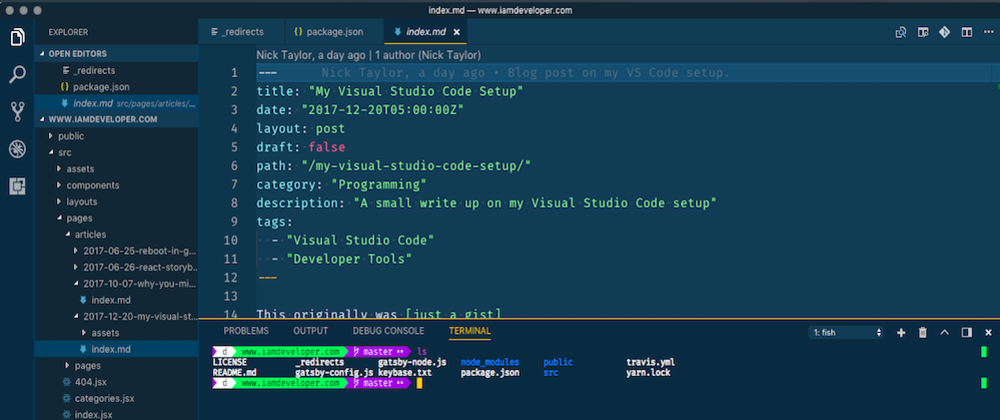 index.md — www.iamdeveloper.com
EXPLORER
OPEN EDITORS
_redirects
package.json
index.md src/pages/articles/...
WWW.IAMDEVELOPER.COM
public
src
assets
components
layouts
pages
articles
2017-06-25-reboot-in-g...
2017-06-26-react-storyb...
2017-10-07-why-you-mi...
index.md
2017-12-20-my-visual-st...
assets
index.md
pages
404.jsx
categories.jsx
index.jsx
_redirects
{} package.json
index.md ×
Nick Taylor, a day ago | 1 author (Nick Taylor)
1 --- Nick Taylor, a day ago • Blog post on my VS Code setup.
2 title: "My Visual Studio Code Setup"
3 date: "2017-12-20T05:00:00Z"
4 layout: post
5 draft: false
6 path: "/my-visual-studio-code-setup/"
7 category: "Programming"
8 description: "A small write up on my Visual Studio Code setup"
9 tags:
10 - "Visual Studio Code"
11 - "Developer Tools"
12 ---
13
14 This originally was [just a gist]
PROBLEMS OUTPUT DEBUG CONSOLE TERMINAL 1: fish
d www.iamdeveloper.com master •• ls
LICENSE _redirects gatsby-node.js node_modules public travis.yml
README.md gatsby-config.js keybase.txt package.json src yarn.lock
d www.iamdeveloper.com master ••